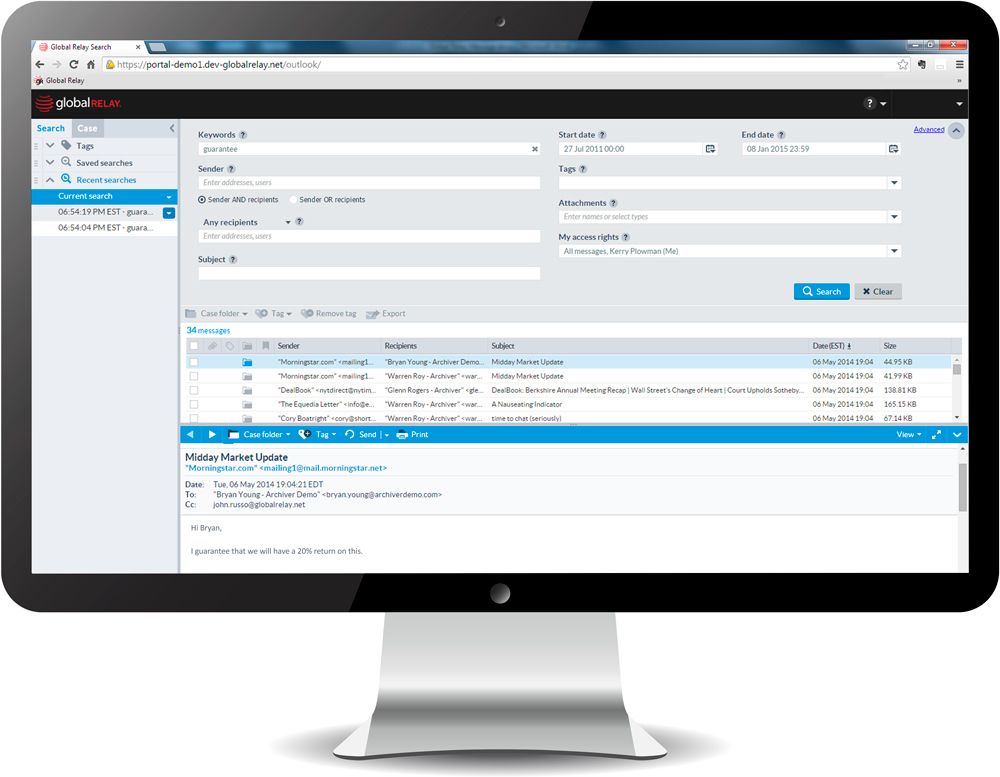 Global Relay Search
https://portal-demo1.dev-globalrelay.net/outlook/
Global Relay
globalRELAY.
?
Search Case
Tags
Saved searches
Recent searches
Current search
06:54:19 PM EST - guara...
06:54:04 PM EST - guara...
Keywords ?
guarantee
Sender ?
Enter addresses, users
Sender AND recipients Sender OR recipients
Any recipients ?
Enter addresses, users
Subject ?
Start date ? End date ? Advanced
27 Jul 2011 00:00 08 Jan 2015 23:59
Tags ?
Attachments ?
Enter names or select types
My access rights ?
All messages, Kerry Plowman (Me)
Search Clear
Case folder Tag Remove tag Export
34 messages
Sender Recipients Subject Date(EST) Size
"Morningstar.com" <mailing1... "Bryan Young - Archiver Demo... Midday Market Update 06 May 2014 19:04 44.95 KB
"Morningstar.com" <mailing1... "Warren Roy - Archiver" <war... Midday Market Update 06 May 2014 19:04 41.99 KB
"DealBook" <nytdirect@nytim... "Glenn Rogers - Archiver" <gle... DealBook: Berkshire Annual Meeting Recap | Wall Street's Change of Heart | Court Upholds Sotheby... 06 May 2014 19:04 138.81 KB
"The Equedia Letter" <info@e... "Warren Roy - Archiver" <war... A Nauseating Indicator 06 May 2014 19:04 165.15 KB
"Cory Boatright" <cory@short... "Warren Roy - Archiver" <war... time to chat (seriously) 06 May 2014 19:04 67.14 KB
Case folder Tag Send Print View
Midday Market Update
"Morningstar.com" <mailing1@mail.morningstar.net>
Date: Tue, 06 May 2014 19:04:21 EDT
To: "Bryan Young - Archiver Demo" <bryan.young@archiverdemo.com>
Cc: john.russo@globalrelay.net
Hi Bryan,
I guarantee that we will have a 20% return on this.